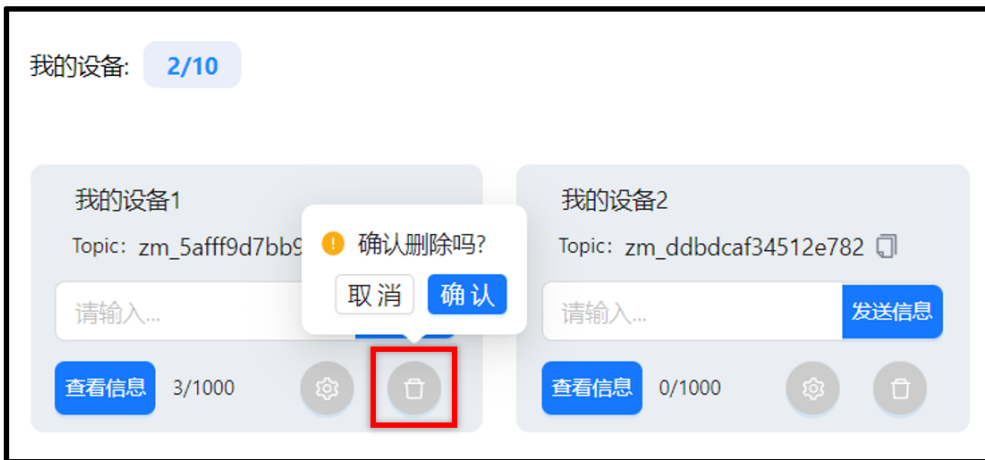 我的设备: 2/10
我的设备1
Topic: zm_5afff9d7bb9
确认删除吗?
取消 确认
请输入...
查看信息 3/1000
我的设备2
Topic: zm_ddbdcaf34512e782
请输入... 发送信息
查看信息 0/1000